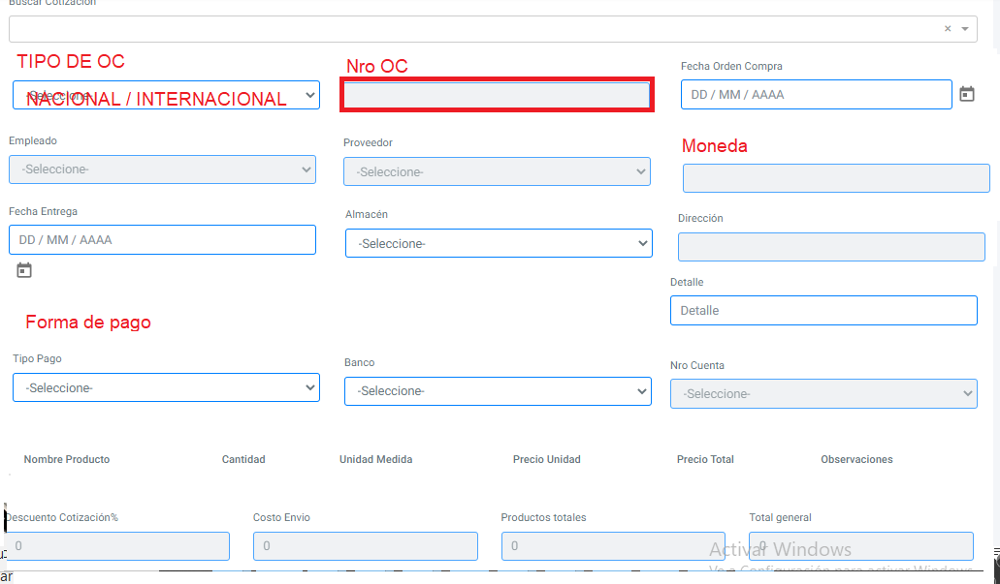 Buscar Cotización
TIPO DE OC
Nro OC
Fecha Orden Compra
-Seleccione-
NACIONAL / INTERNACIONAL
DD / MM / AAAA
Empleado
Proveedor
Moneda
-Seleccione-
-Seleccione-
Fecha Entrega
Almacén
Dirección
DD / MM / AAAA
-Seleccione-
Detalle
Detalle
Forma de pago
Tipo Pago
Banco
Nro Cuenta
-Seleccione-
-Seleccione-
-Seleccione-
Nombre Producto Cantidad Unidad Medida Precio Unidad Precio Total Observaciones
Descuento Cotización% Costo Envio Productos totales Total general
0 0 0 0
Activar Windows
Ve a Configuración para activar Windows.
ar